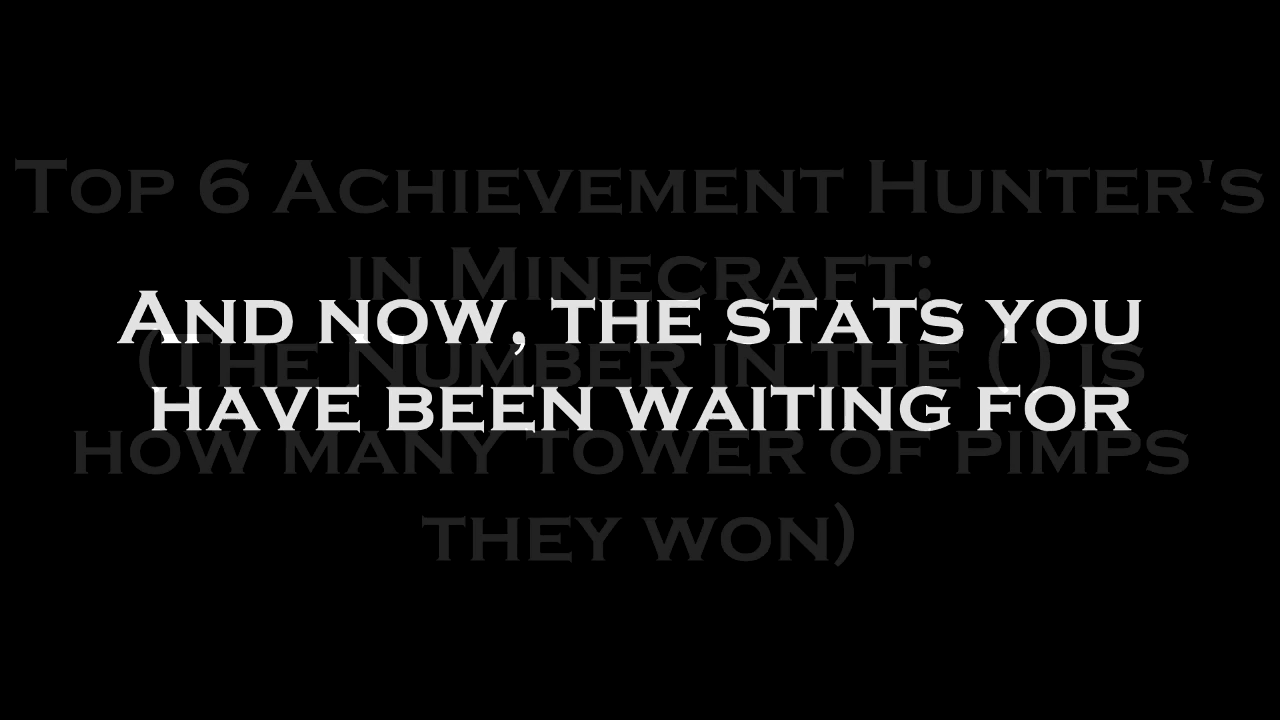 Top 6 Achievement Hunter's
in Minecraft:
And now, the stats you
(The Number in the () is
have been waiting for
how many tower of pimps
they won)